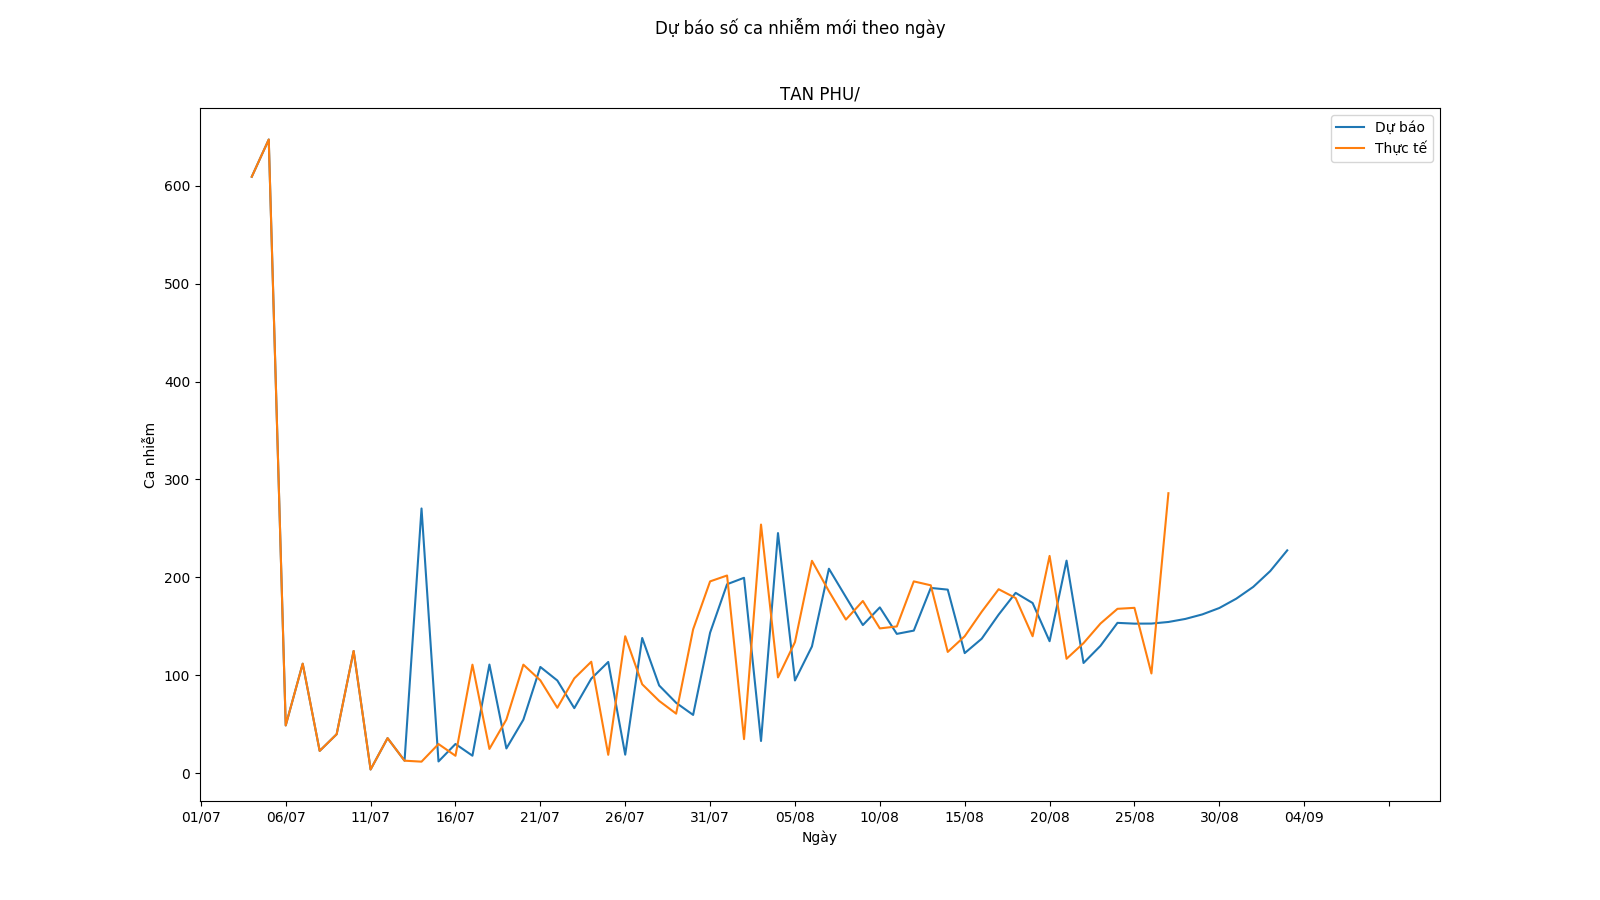 Dự báo số ca nhiễm mới theo ngày
TAN PHU/
Dự báo
Thực tế
600
500
400
300
200
100
0
Ca nhiễm
01/07 06/07 11/07 16/07 21/07 26/07 31/07 05/08 10/08 15/08 20/08 25/08 30/08 04/09
Ngày